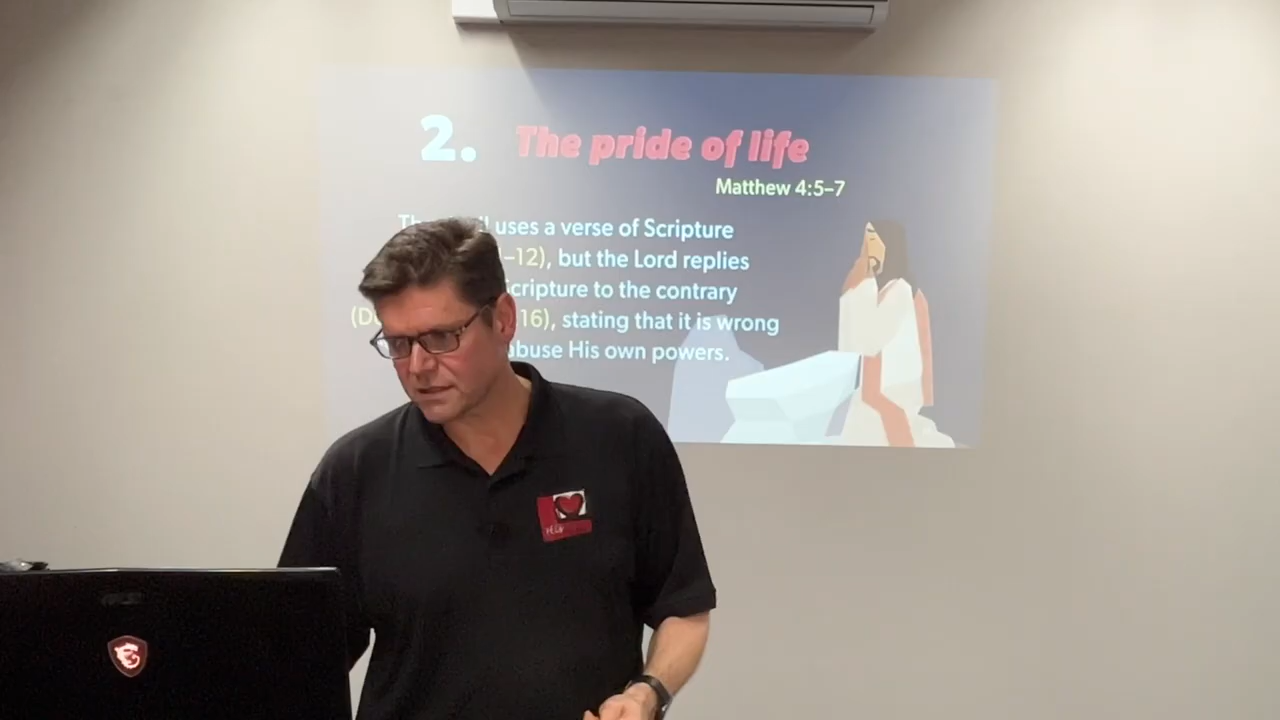 2. The pride of life
Matthew 4:5–7
uses a verse of Scripture
–12), but the Lord replies
Scripture to the contrary
16), stating that it is wrong
abuse His own powers.